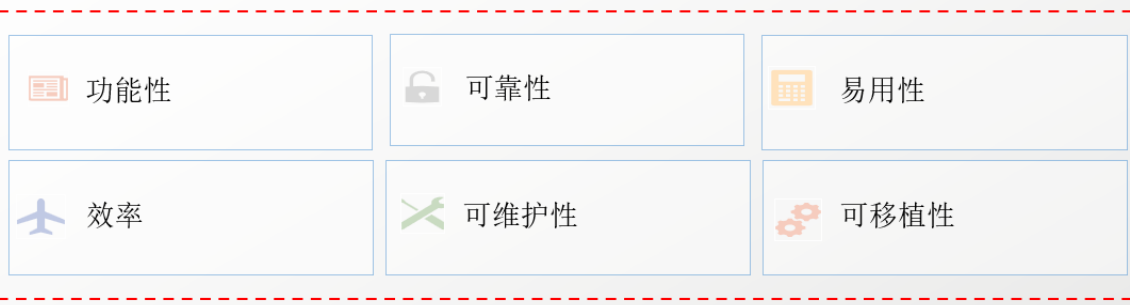 功能性
可靠性
易用性
效率
可维护性
可移植性